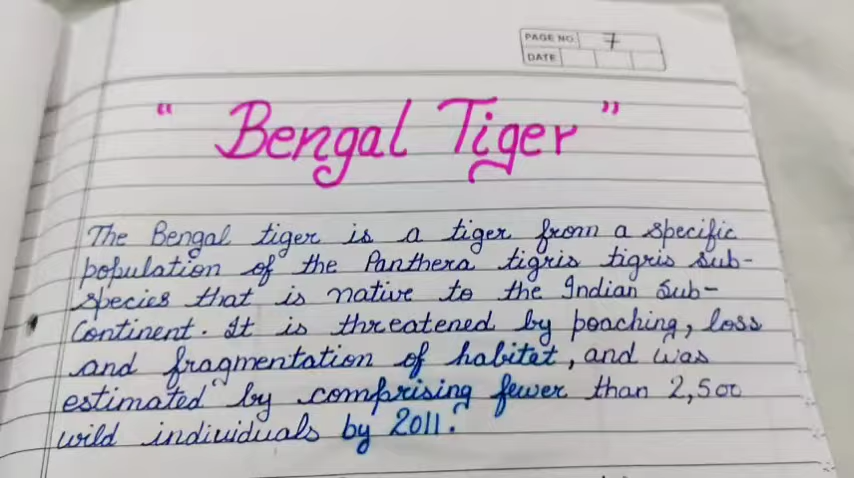 PAGE NO. 7
DATE
" Bengal Tiger "
The Bengal tiger is a tiger from a specific
population of the Panthera tigris tigris sub-
species that is native to the Indian Sub-
Continent. It is threatened by poaching, loss
and fragmentation of habitet, and was
estimated by comprising fewer than 2,500
wild individuals by 2011.